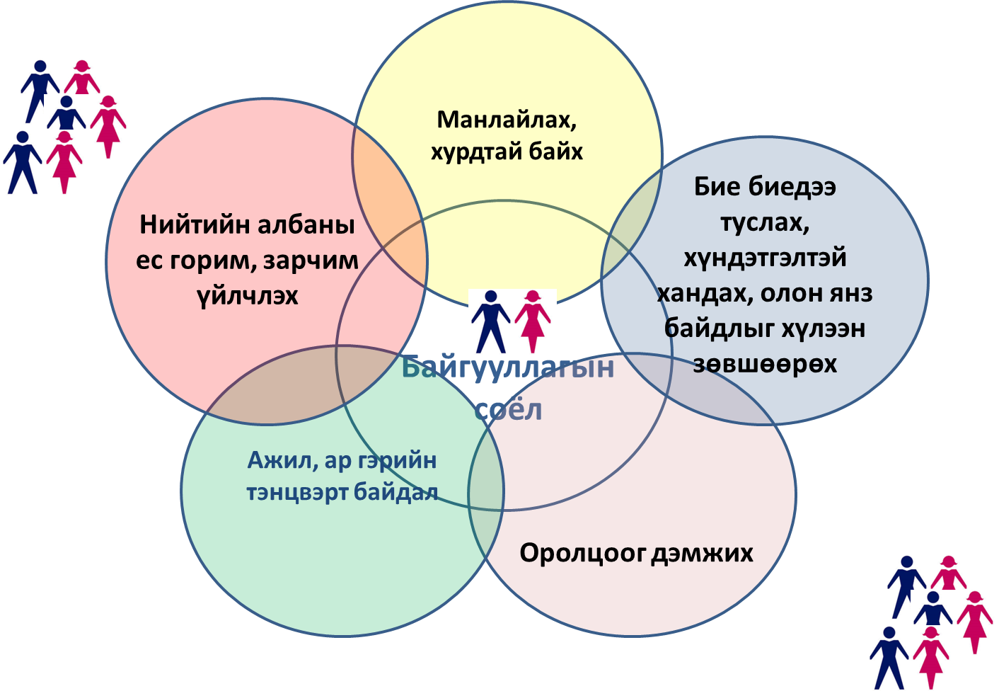 Манлайлах,
хурдтай байх
Нийтийн албаны
ес горим, зарчим
үйлчлэх
Бие биедээ
туслах,
хүндэтгэлтэй
хандах, олон янз
байдлыг хүлээн
зөвшөөрөх
Байгууллагын
соёл
Ажил, ар гэрийн
тэнцвэрт байдал
Оролцоог дэмжих